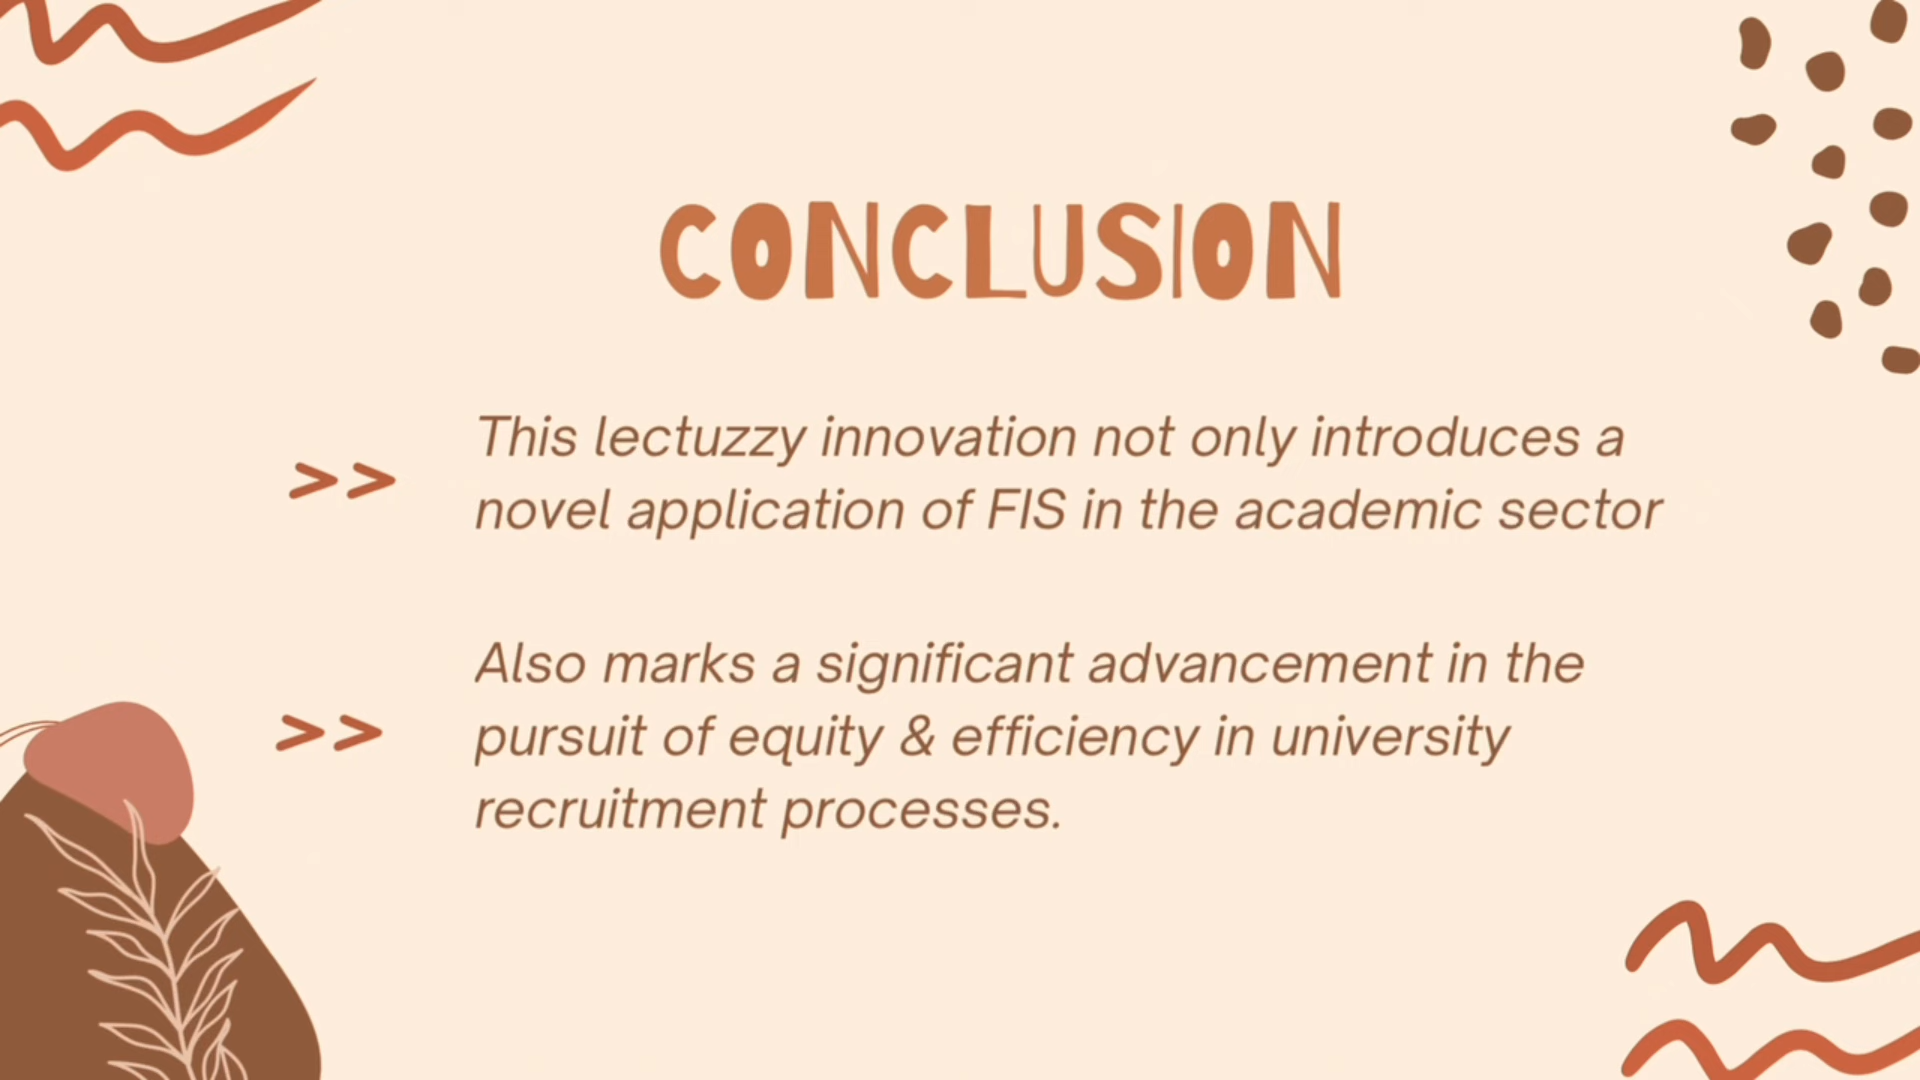 CONCLUSION
>> This lectuzzy innovation not only introduces a
novel application of FIS in the academic sector
>> Also marks a significant advancement in the
pursuit of equity & efficiency in university
recruitment processes.